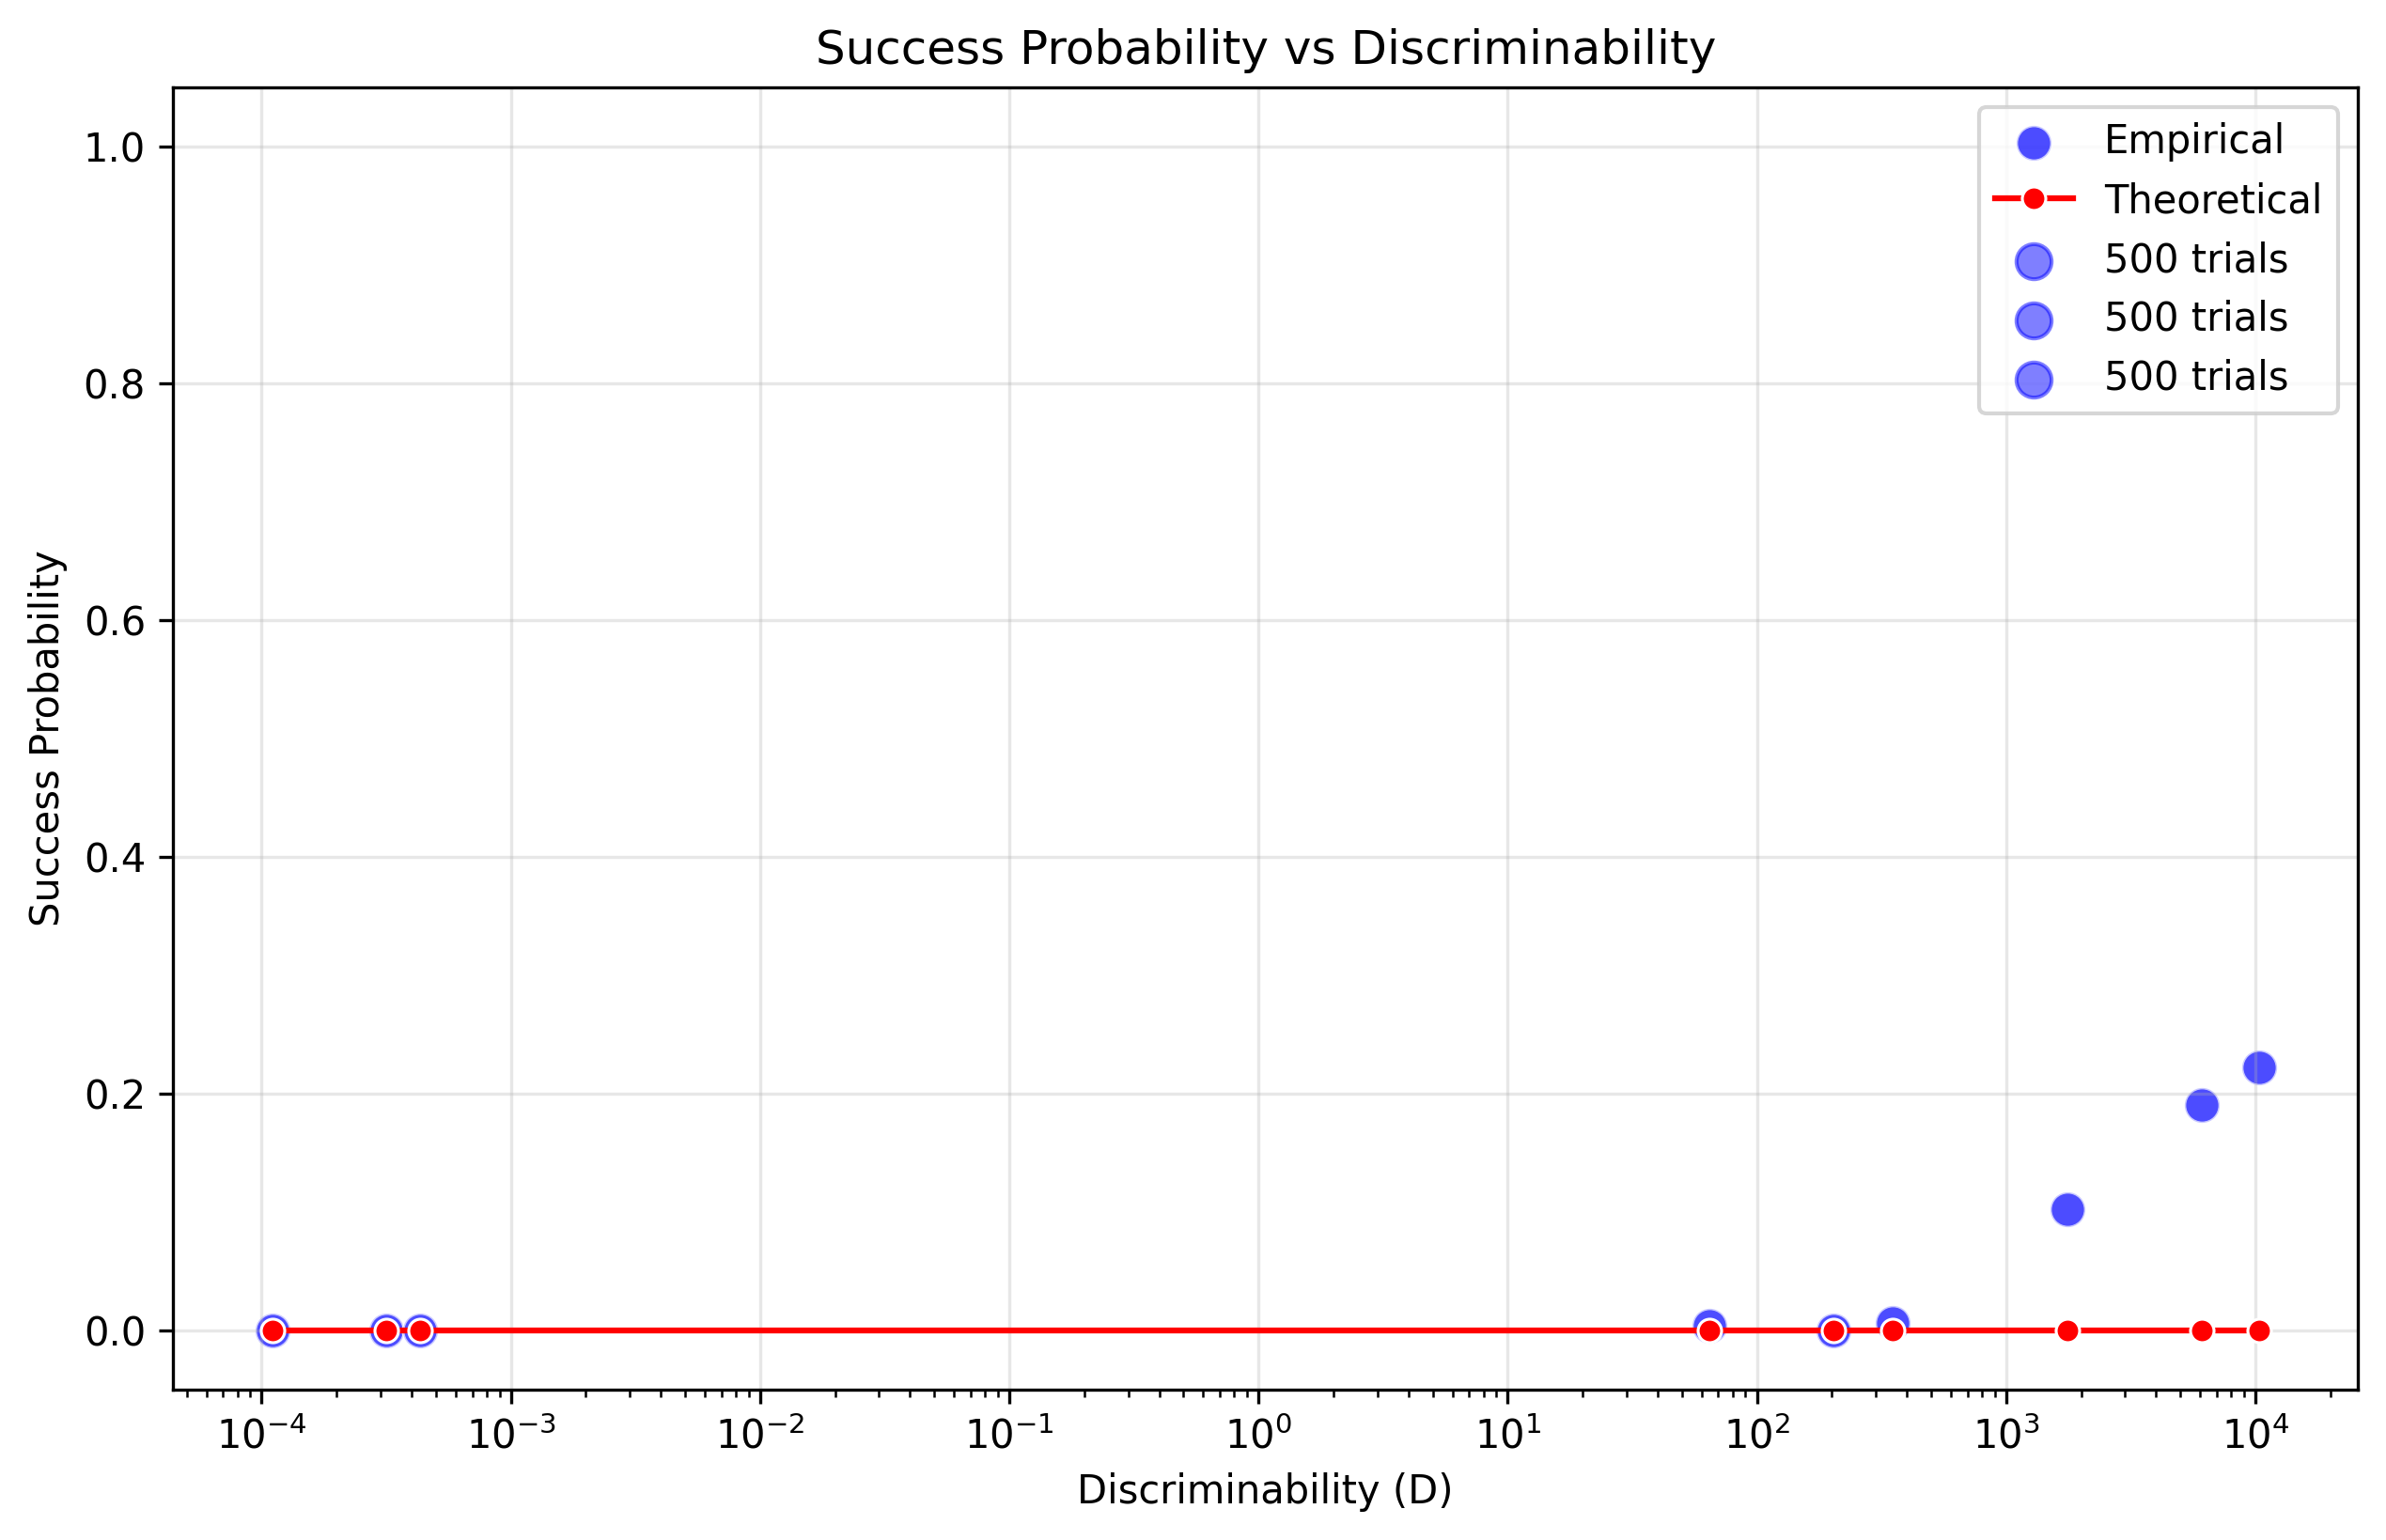 Success Probability vs Discriminability
Empirical
Theoretical
500 trials
500 trials
500 trials
Success Probability
1.0
0.8
0.6
0.4
0.2
0.0
10⁻⁴ 10⁻³ 10⁻² 10⁻¹ 10⁰ 10¹ 10² 10³ 10⁴
Discriminability (D)